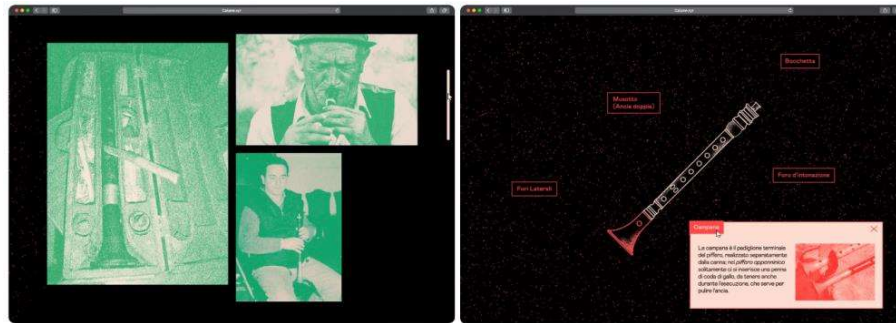 Bocchetta
Musotto
(Ancia doppia)
Fori Laterali
Foro d'intonazione
Campana
La campana è il padiglione terminale
del piffero, realizzato separatamente
dalla canna; nel piffero appenninico
solitamente ci si inserisce una penna
di coda di gallo, da tenere anche
durante l'esecuzione, che serve per
pulire l'ancia.